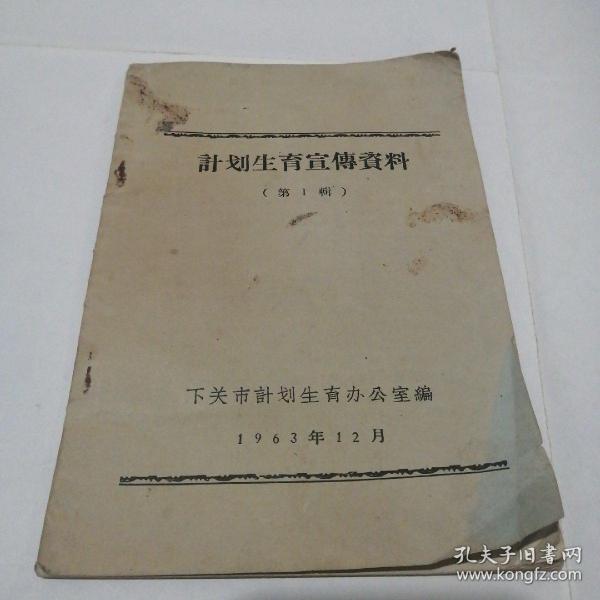 計划生育宣傳資料
（第1輯）
下关市計划生育办公室編
1963年12月
孔夫子旧書网
www.kongfz.com